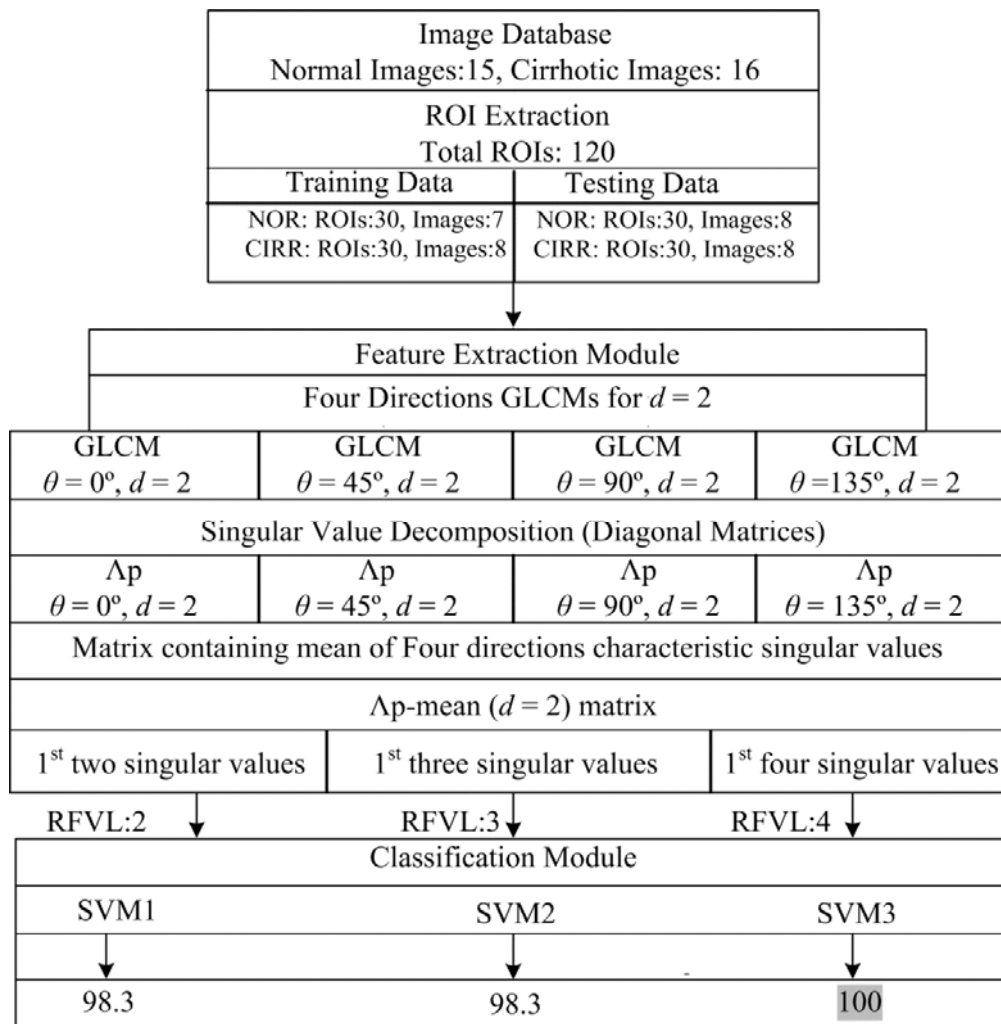 Image Database
Normal Images:15, Cirrhotic Images: 16
ROI Extraction
Total ROIs: 120
Training Data
Testing Data
NOR: ROIs:30, Images:7
CIRR: ROIs:30, Images:8
NOR: ROIs:30, Images:8
CIRR: ROIs:30, Images:8
Feature Extraction Module
Four Directions GLCMs for d = 2
GLCM
θ = 0º, d = 2
GLCM
θ = 45º, d = 2
GLCM
θ = 90º, d = 2
GLCM
θ =135º, d = 2
Singular Value Decomposition (Diagonal Matrices)
Λp
θ = 0º, d = 2
Λp
θ = 45º, d = 2
Λp
θ = 90º, d = 2
Λp
θ = 135º, d = 2
Matrix containing mean of Four directions characteristic singular values
Λp-mean (d = 2) matrix
1st two singular values
1st three singular values
1st four singular values
RFVL:2
RFVL:3
RFVL:4
Classification Module
SVM1
SVM2
SVM3
98.3
98.3
100